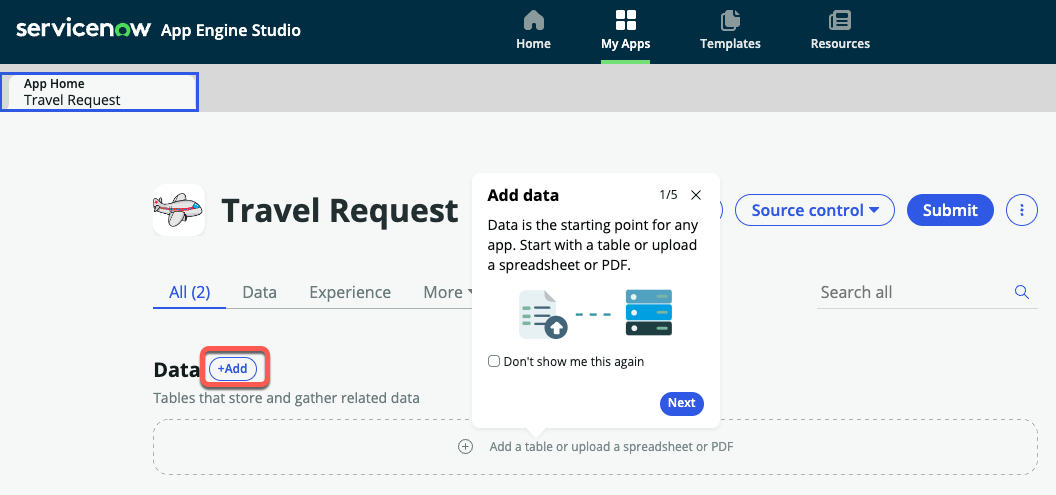 servicenow App Engine Studio
Home
My Apps
Templates
Resources
App Home
Travel Request
Travel Request
Source control
Submit
Add data
1/5
Data is the starting point for any
app. Start with a table or upload
a spreadsheet or PDF.
Don't show me this again
Next
All (2)
Data
Experience
More
Search all
Data
+Add
Tables that store and gather related data
Add a table or upload a spreadsheet or PDF